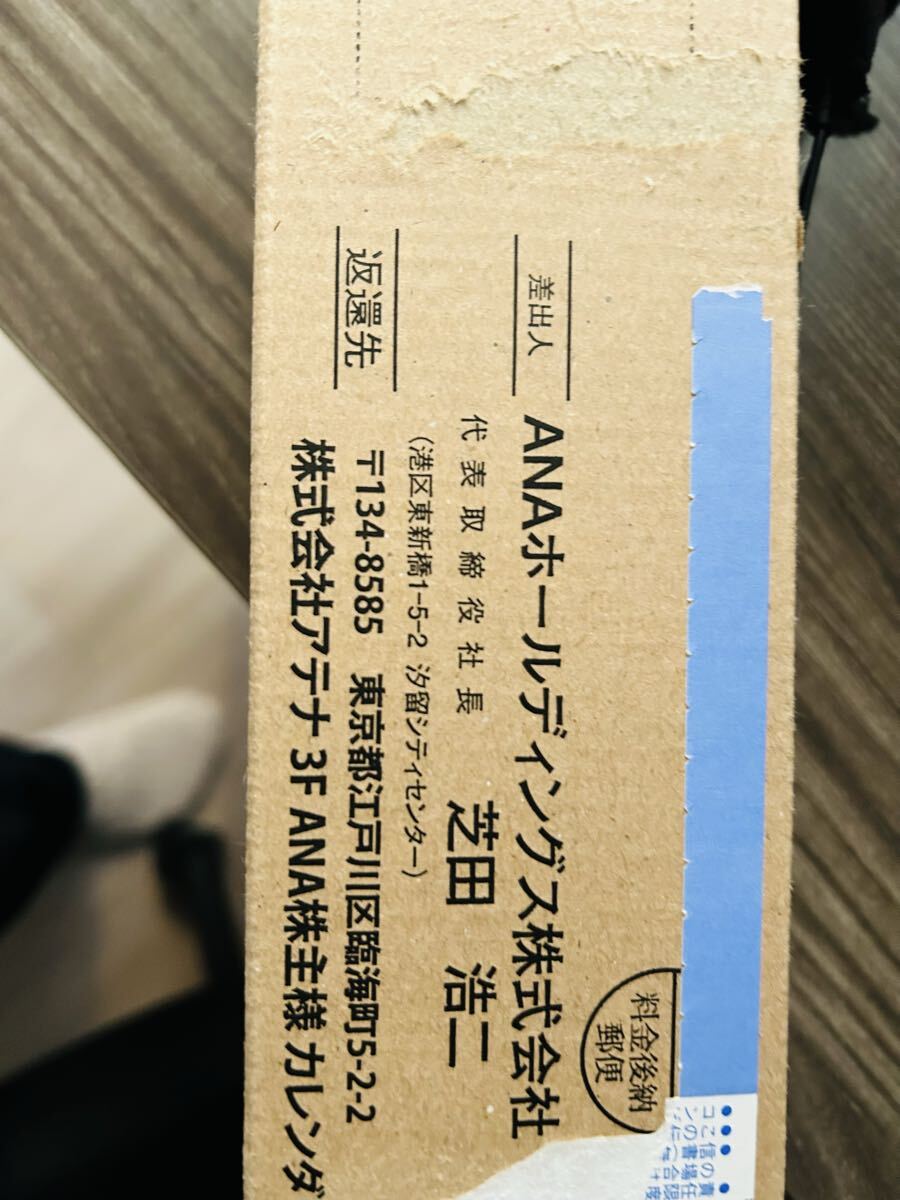 差出人
ANAホールディングス株式会社
代表取締役社長 芝田 浩二
(港区東新橋1-5-2 汐留シティセンター)
返還先
〒134-8585 東京都江戸川区臨海町5-2-2
株式会社アテナ 3F ANA株主様 カレンダ
料金後納
郵便